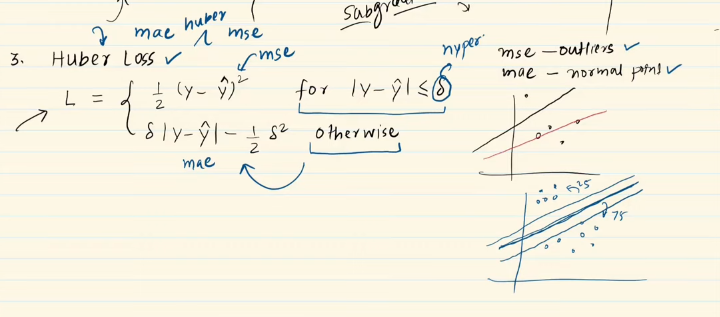 Subgra
mae huber mse
3. Huber Loss ✓
mse
hyper
L = { 1/2 (y-ŷ)² for |y-ŷ| ≤ δ
δ|y-ŷ| - 1/2 δ² otherwise
mae
mse — outliers ✓
mae — normal point ✓
25
75